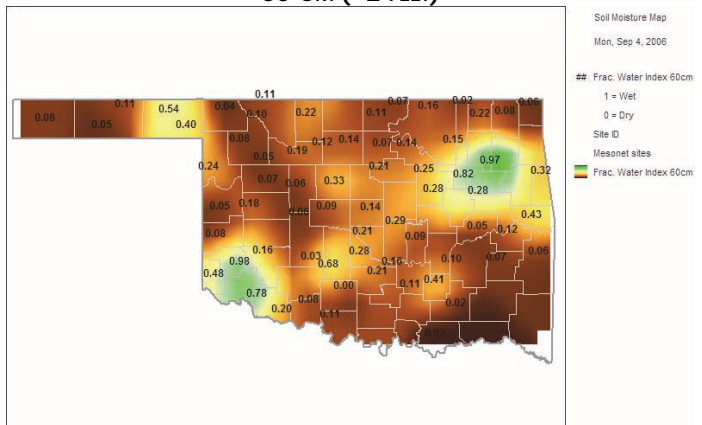 Soil Moisture Map
Mon, Sep 4, 2006
## Frac. Water Index 60cm
1 = Wet
0 = Dry
Site ID
Mesonet sites
Frac. Water Index 60cm
0.11
0.11 0.54 0.04 0.10 0.22 0.11 0.07 0.16 0.02 0.22 0.08 0.06
0.08 0.05 0.40 0.08 0.19 0.12 0.14 0.07 0.14 0.15
0.24 0.05 0.21 0.25 0.82 0.97 0.32
0.07 0.06 0.33 0.28 0.28
0.05 0.18 0.06 0.09 0.14 0.29 0.43
0.08 0.21 0.09 0.05 0.12
0.16 0.03 0.28 0.10 0.07 0.06
0.48 0.98 0.68 0.21 0.16
0.78 0.00 0.11 0.41
0.20 0.08 0.11 0.02
0.02